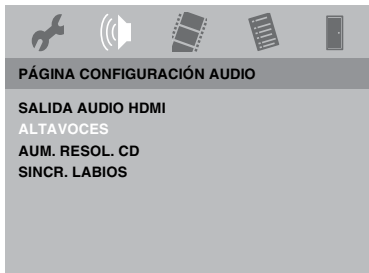 PÁGINA CONFIGURACIÓN AUDIO
SALIDA AUDIO HDMI
ALTAVOCES
AUM. RESOL. CD
SINCR. LABIOS